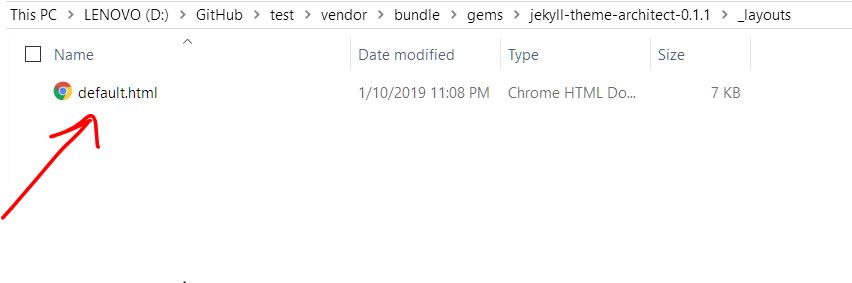 This PC > LENOVO (D:) > GitHub > test > vendor > bundle > gems > jekyll-theme-architect-0.1.1 > _layouts
Name Date modified Type Size
default.html 1/10/2019 11:08 PM Chrome HTML Do... 7 KB